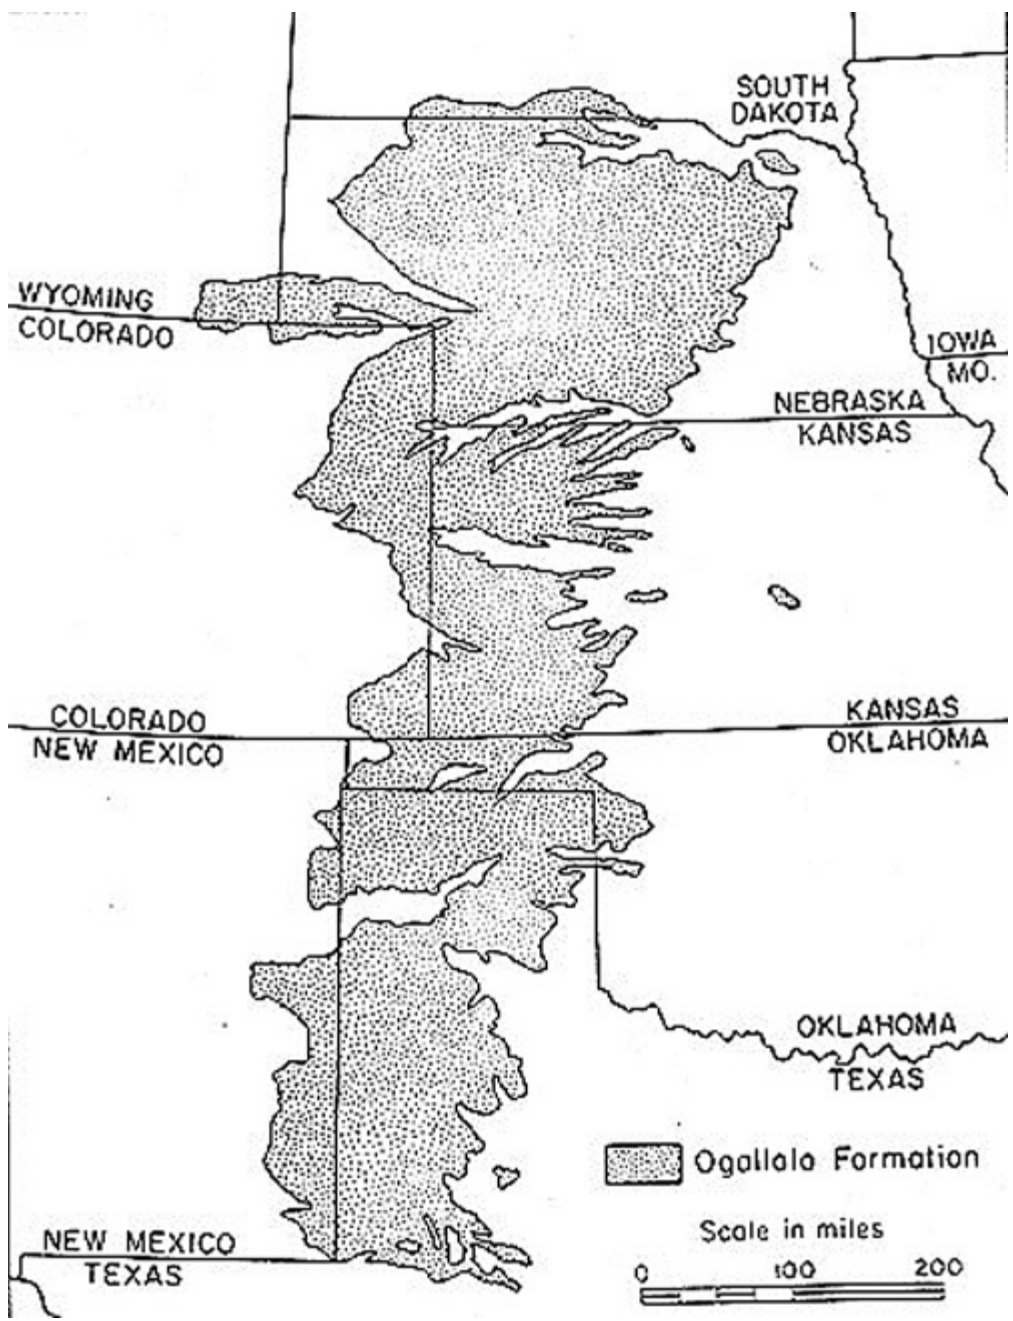 SOUTH
DAKOTA
WYOMING
COLORADO
IOWA
MO.
NEBRASKA
KANSAS
COLORADO
NEW MEXICO
KANSAS
OKLAHOMA
OKLAHOMA
TEXAS
Ogallala Formation
Scale in miles
0 100 200
NEW MEXICO
TEXAS